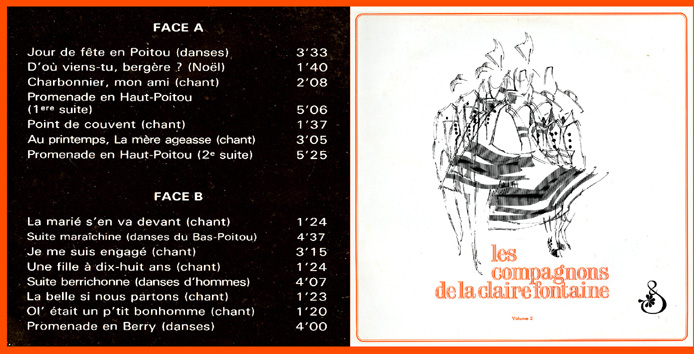 FACE A
Jour de fête en Poitou (danses) 3'33
D'où viens-tu, bergère ? (Noël) 1'40
Charbonnier, mon ami (chant) 2'08
Promenade en Haut-Poitou
(1ere suite) 5'06
Point de couvent (chant) 1'37
Au printemps, La mère ageasse (chant) 3'05
Promenade en Haut-Poitou (2e suite) 5'25
FACE B
La marié s'en va devant (chant) 1'24
Suite maraîchine (danses du Bas-Poitou) 4'37
Je me suis engagé (chant) 3'15
Une fille à dix-huit ans (chant) 1'24
Suite berrichonne (danses d'hommes) 4'07
La belle si nous partons (chant) 1'23
Ol' était un p'tit bonhomme (chant) 1'20
Promenade en Berry (danses) 4'00
les
compagnons
de la claire fontaine
Volume 2